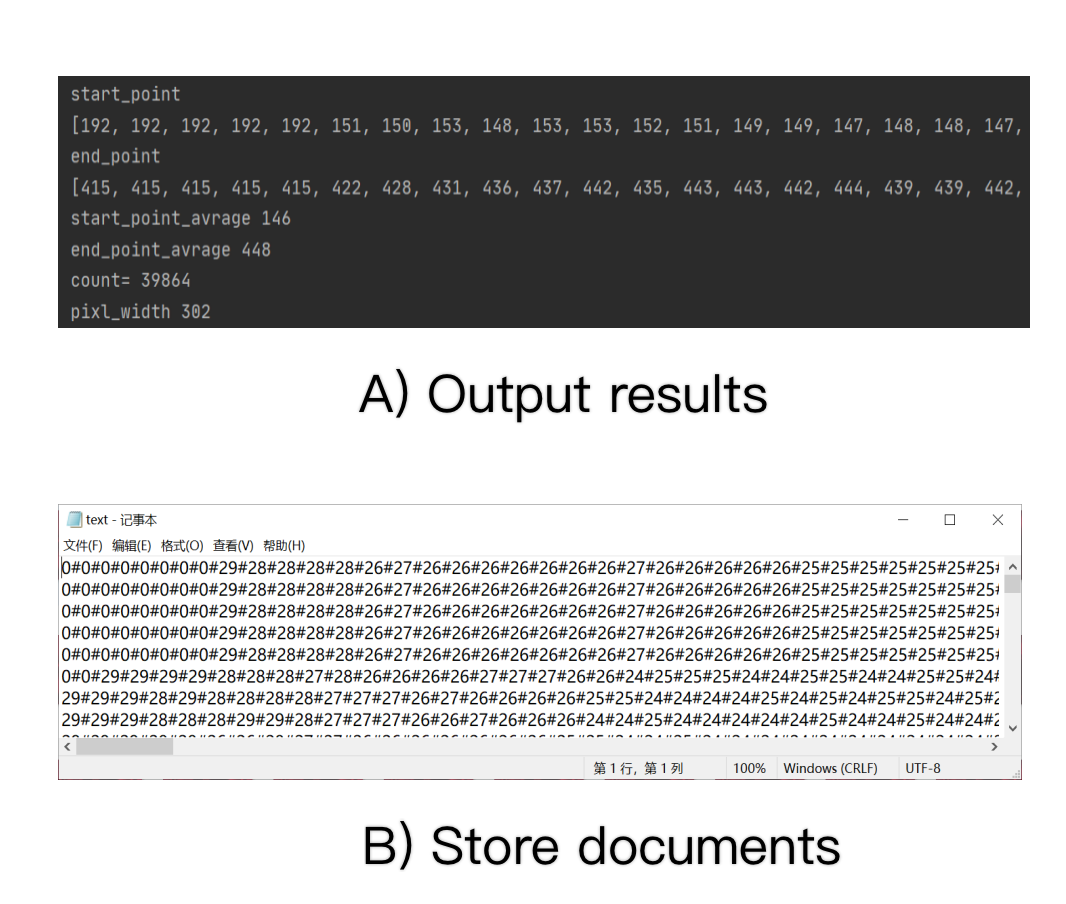 start_point
[192, 192, 192, 192, 192, 151, 150, 153, 148, 153, 153, 152, 151, 149, 149, 147, 148, 148, 147,
end_point
[415, 415, 415, 415, 415, 422, 428, 431, 436, 437, 442, 435, 443, 443, 442, 444, 439, 439, 442,
start_point_avrage 146
end_point_avrage 448
count= 39864
pixl_width 302
A) Output results
text - 记事本
文件(F) 编辑(E) 格式(O) 查看(V) 帮助(H)
0#0#0#0#0#0#0#0#29#28#28#28#28#26#27#26#26#26#26#26#26#26#27#26#26#26#26#26#25#25#25#25#25#25#25#
0#0#0#0#0#0#0#0#29#28#28#28#28#26#27#26#26#26#26#26#26#26#27#26#26#26#26#26#25#25#25#25#25#25#25#
0#0#0#0#0#0#0#0#29#28#28#28#28#26#27#26#26#26#26#26#26#26#27#26#26#26#26#26#25#25#25#25#25#25#25#
0#0#0#0#0#0#0#0#29#28#28#28#28#26#27#26#26#26#26#26#26#26#27#26#26#26#26#26#25#25#25#25#25#25#25#
0#0#0#0#0#0#0#0#29#28#28#28#28#26#27#26#26#26#26#26#26#26#27#26#26#26#26#26#25#25#25#25#25#25#25#
0#0#29#29#29#29#28#28#28#27#28#26#26#26#26#27#27#27#26#26#24#25#25#25#24#24#25#25#24#24#25#25#24#
29#29#29#28#29#28#28#28#28#27#27#27#26#27#26#26#26#26#25#25#24#24#24#24#25#24#25#24#25#25#24#25#2
29#29#29#28#28#28#29#29#28#27#27#27#26#27#26#26#26#24#24#25#24#24#24#24#24#25#24#24#25#24#24#2
第 1 行，第 1 列 100% Windows (CRLF) UTF-8
B) Store documents